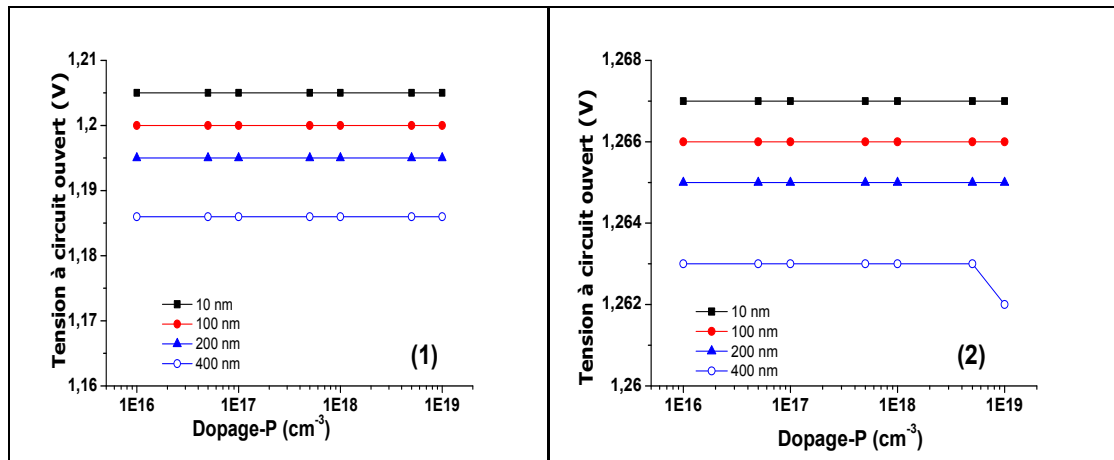 1,21
1,2
1,19
1,18
1,17
1,16
Tension à circuit ouvert (V)
10 nm
100 nm
200 nm
400 nm
(1)
1E16 1E17 1E18 1E19
Dopage-P (cm⁻³)
1,268
1,266
1,264
1,262
1,26
Tension à circuit ouvert (V)
10 nm
100 nm
200 nm
400 nm
(2)
1E16 1E17 1E18 1E19
Dopage-P (cm⁻³)